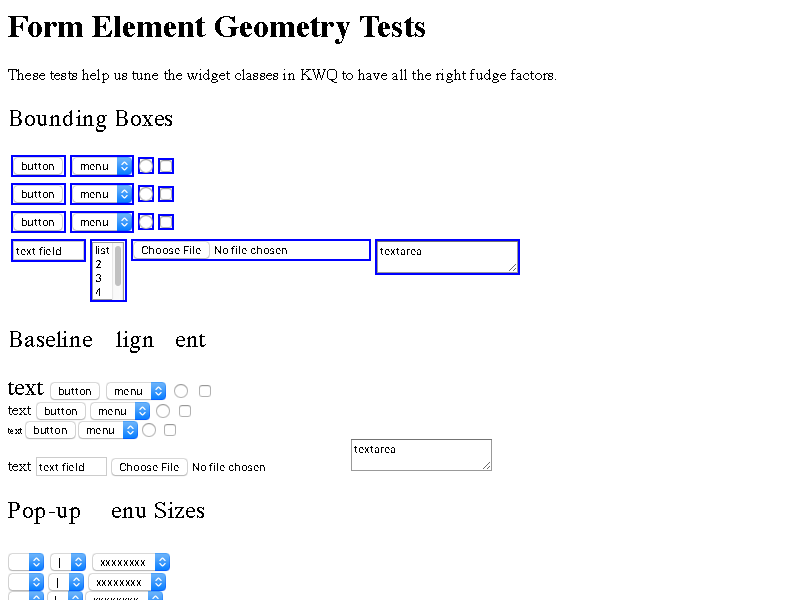 Form Element Geometry Tests
These tests help us tune the widget classes in KWQ to have all the right fudge factors.
Bounding Boxes
button menu
button menu
button menu
text field list Choose File No file chosen textarea
2
3
4
Baseline lign ent
text button menu
text button menu
text button menu
textarea
text text field Choose File No file chosen
Pop-up enu Sizes
| xxxxxxxx
| xxxxxxxx
| xxxxxxxx